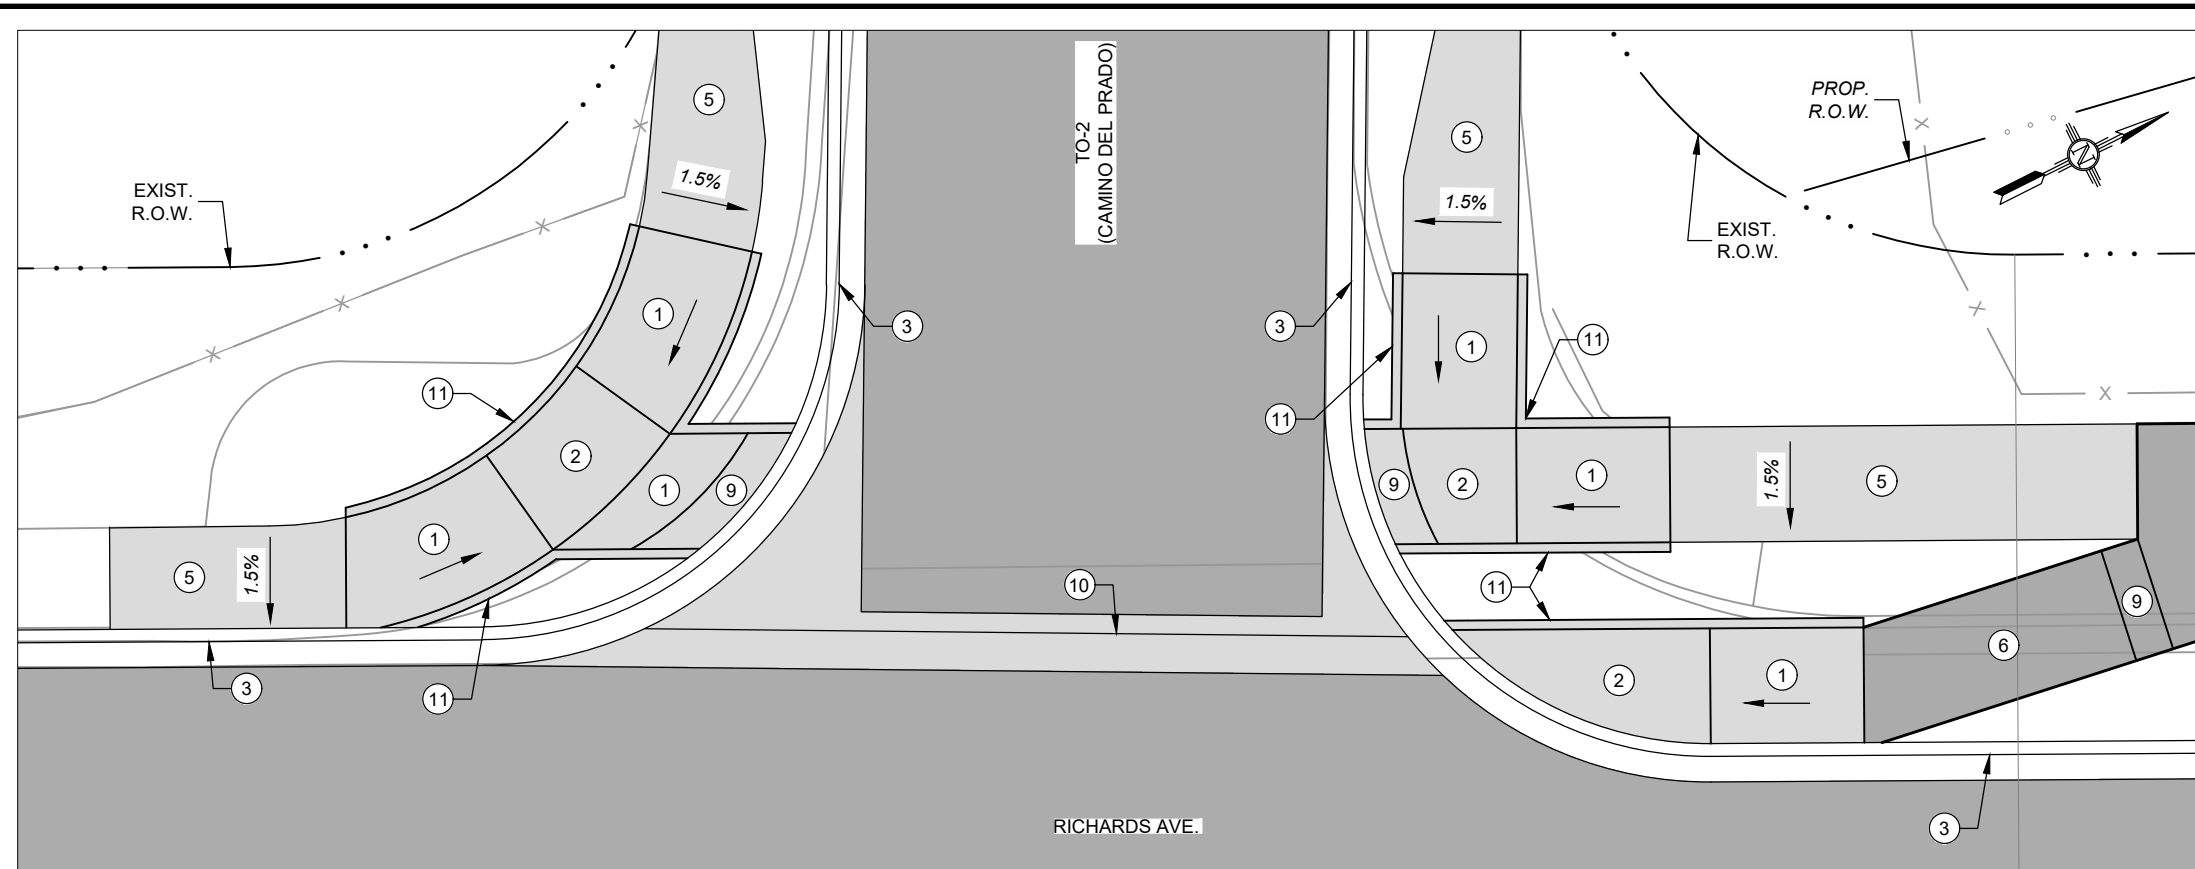 TO-2
(CAMINO DEL PRADO)
5
1.5%
EXIST.
R.O.W.
1
3
11
2
1
9
1
5
1.5%
3
11
10
5
1.5%
3
1
11
11
9
2
1
1.5%
5
11
2
1
6
9
3
PROP.
R.O.W.
EXIST.
R.O.W.
N
X
X
X
X
X
X
X
RICHARDS AVE.